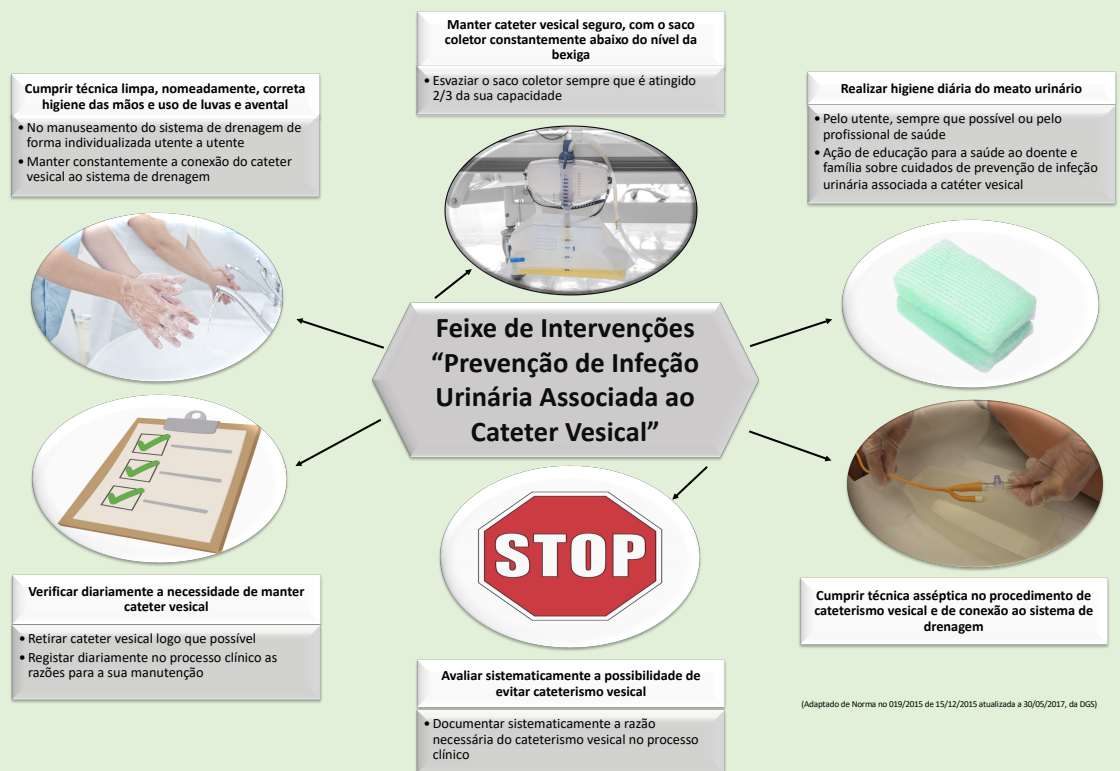 Manter cateter vesical seguro, com o saco
coletor constantemente abaixo do nível da
bexiga
• Esvaziar o saco coletor sempre que é atingido
2/3 da sua capacidade
Cumprir técnica limpa, nomeadamente, correta
higiene das mãos e uso de luvas e avental
• No manuseamento do sistema de drenagem de
forma individualizada utente a utente
• Manter constantemente a conexão do cateter
vesical ao sistema de drenagem
Realizar higiene diária do meato urinário
• Pelo utente, sempre que possível ou pelo
profissional de saúde
• Ação de educação para a saúde ao doente e
família sobre cuidados de prevenção de infeção
urinária associada a catéter vesical
Feixe de Intervenções
“Prevenção de Infeção
Urinária Associada ao
Cateter Vesical”
STOP
Verificar diariamente a necessidade de manter
cateter vesical
• Retirar cateter vesical logo que possível
• Registar diariamente no processo clínico as
razões para a sua manutenção
Avaliar sistematicamente a possibilidade de
evitar cateterismo vesical
• Documentar sistematicamente a razão
necessária do cateterismo vesical no processo
clínico
Cumprir técnica asséptica no procedimento de
cateterismo vesical e de conexão ao sistema de
drenagem
(Adaptado de Norma no 019/2015 de 15/12/2015 atualizada a 30/05/2017, da DGS)